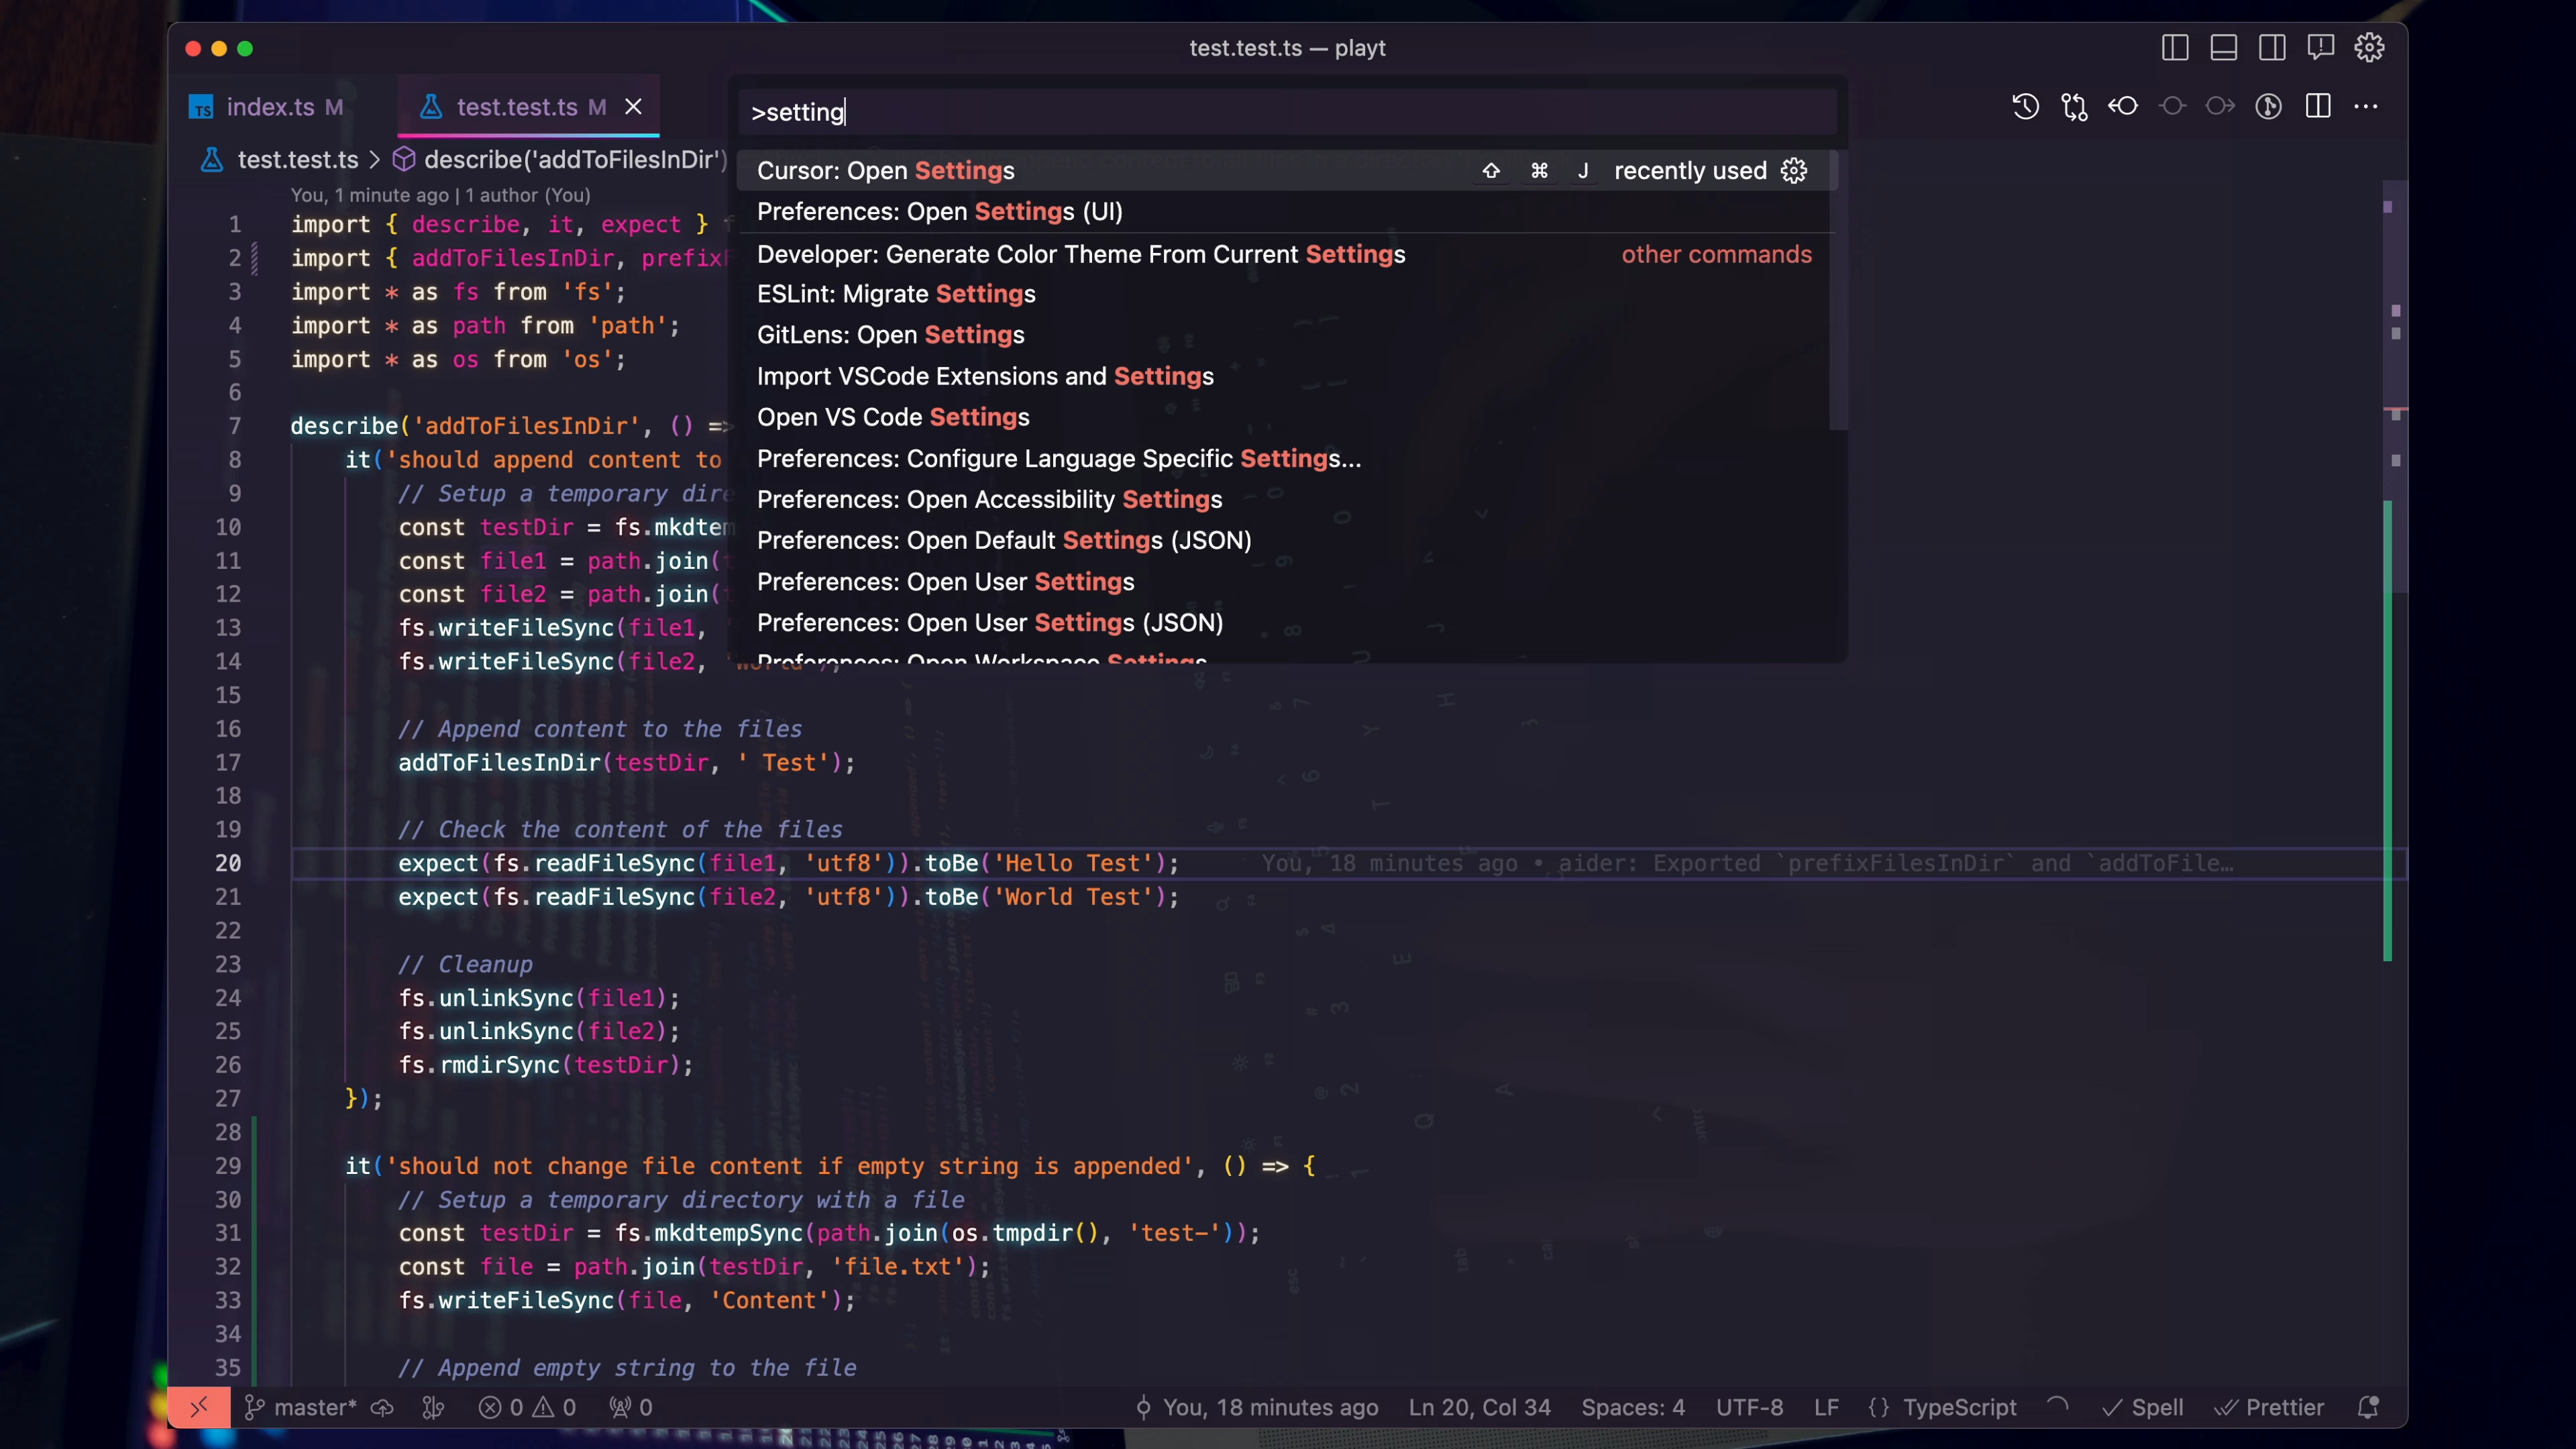 test.test.ts — playt
TS index.ts M
test.test.ts M
>setting
test.test.ts > describe('addToFilesInDir')
Cursor: Open Settings ⇧ ⌘ J recently used
Preferences: Open Settings (UI)
Developer: Generate Color Theme From Current Settings other commands
ESLint: Migrate Settings
GitLens: Open Settings
Import VSCode Extensions and Settings
Open VS Code Settings
Preferences: Configure Language Specific Settings...
Preferences: Open Accessibility Settings
Preferences: Open Default Settings (JSON)
Preferences: Open User Settings
Preferences: Open User Settings (JSON)
Preferences: Open Workspace Settings
You, 1 minute ago | 1 author (You)
1 import { describe, it, expect }
2 import { addToFilesInDir,
3 import * as fs from 'fs';
4 import * as path from 'path';
5 import * as os from 'os';
6
7 describe('addToFilesInDir', () =>
8 it('should append content to
9 // Setup a temporary
10 const testDir = fs.
11 const file1 = path.join(
12 const file2 = path.join(
13 fs.writeFileSync(file1,
14 fs.writeFileSync(file2,
15
16 // Append content to the files
17 addToFilesInDir(testDir, ' Test');
18
19 // Check the content of the files
20 expect(fs.readFileSync(file1, 'utf8')).toBe('Hello Test'); You, 18 minutes ago • aider: Exported `prefixFilesInDir` and `addToFile…
21 expect(fs.readFileSync(file2, 'utf8')).toBe('World Test');
22
23 // Cleanup
24 fs.unlinkSync(file1);
25 fs.unlinkSync(file2);
26 fs.rmdirSync(testDir);
27 });
28
29 it('should not change file content if empty string is appended', () => {
30 // Setup a temporary directory with a file
31 const testDir = fs.mkdtempSync(path.join(os.tmpdir(), 'test-'));
32 const file = path.join(testDir, 'file.txt');
33 fs.writeFileSync(file, 'Content');
34
35 // Append empty string to the file
master* 0 0 0 You, 18 minutes ago Ln 20, Col 34 Spaces: 4 UTF-8 LF {} TypeScript Spell Prettier